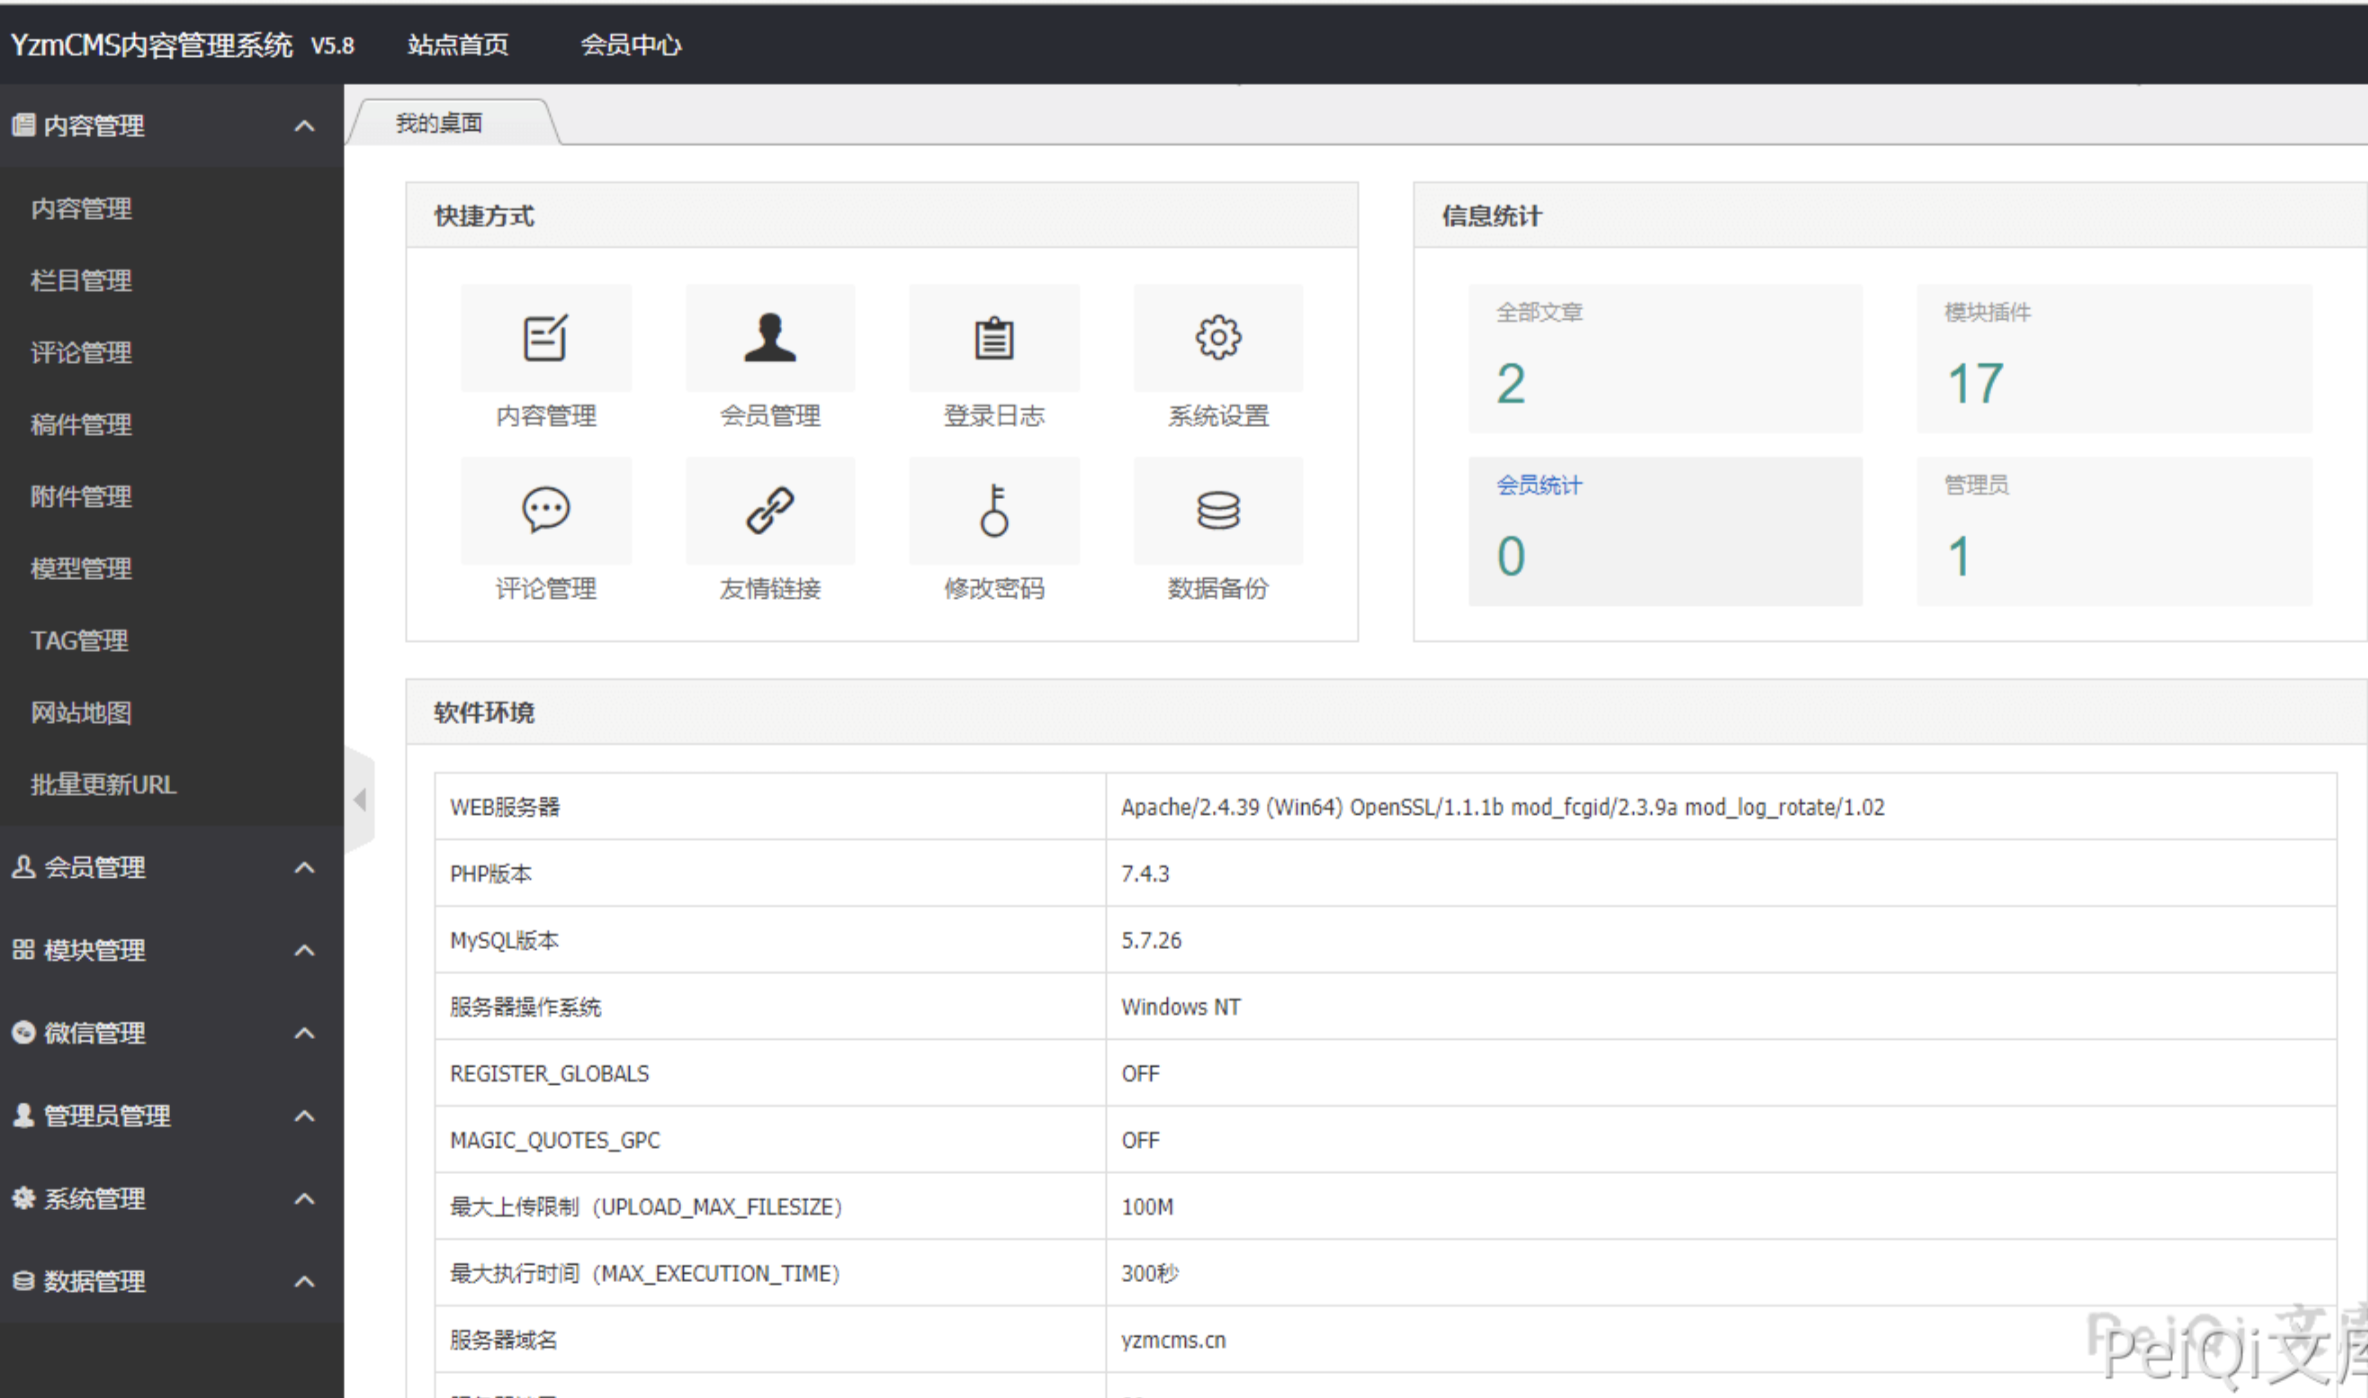 YzmCMS内容管理系统 V5.8 站点首页 会员中心
内容管理
内容管理
栏目管理
评论管理
稿件管理
附件管理
模型管理
TAG管理
网站地图
批量更新URL
会员管理
模块管理
微信管理
管理员管理
系统管理
数据管理
我的桌面
快捷方式
内容管理 会员管理 登录日志 系统设置
评论管理 友情链接 修改密码 数据备份
信息统计
全部文章 模块插件
2 17
会员统计 管理员
0 1
软件环境
WEB服务器 Apache/2.4.39 (Win64) OpenSSL/1.1.1b mod_fcgid/2.3.9a mod_log_rotate/1.02
PHP版本 7.4.3
MySQL版本 5.7.26
服务器操作系统 Windows NT
REGISTER_GLOBALS OFF
MAGIC_QUOTES_GPC OFF
最大上传限制（UPLOAD_MAX_FILESIZE） 100M
最大执行时间（MAX_EXECUTION_TIME） 300秒
服务器域名 yzmcms.cn
PeiQi 文库
PeiQi文库